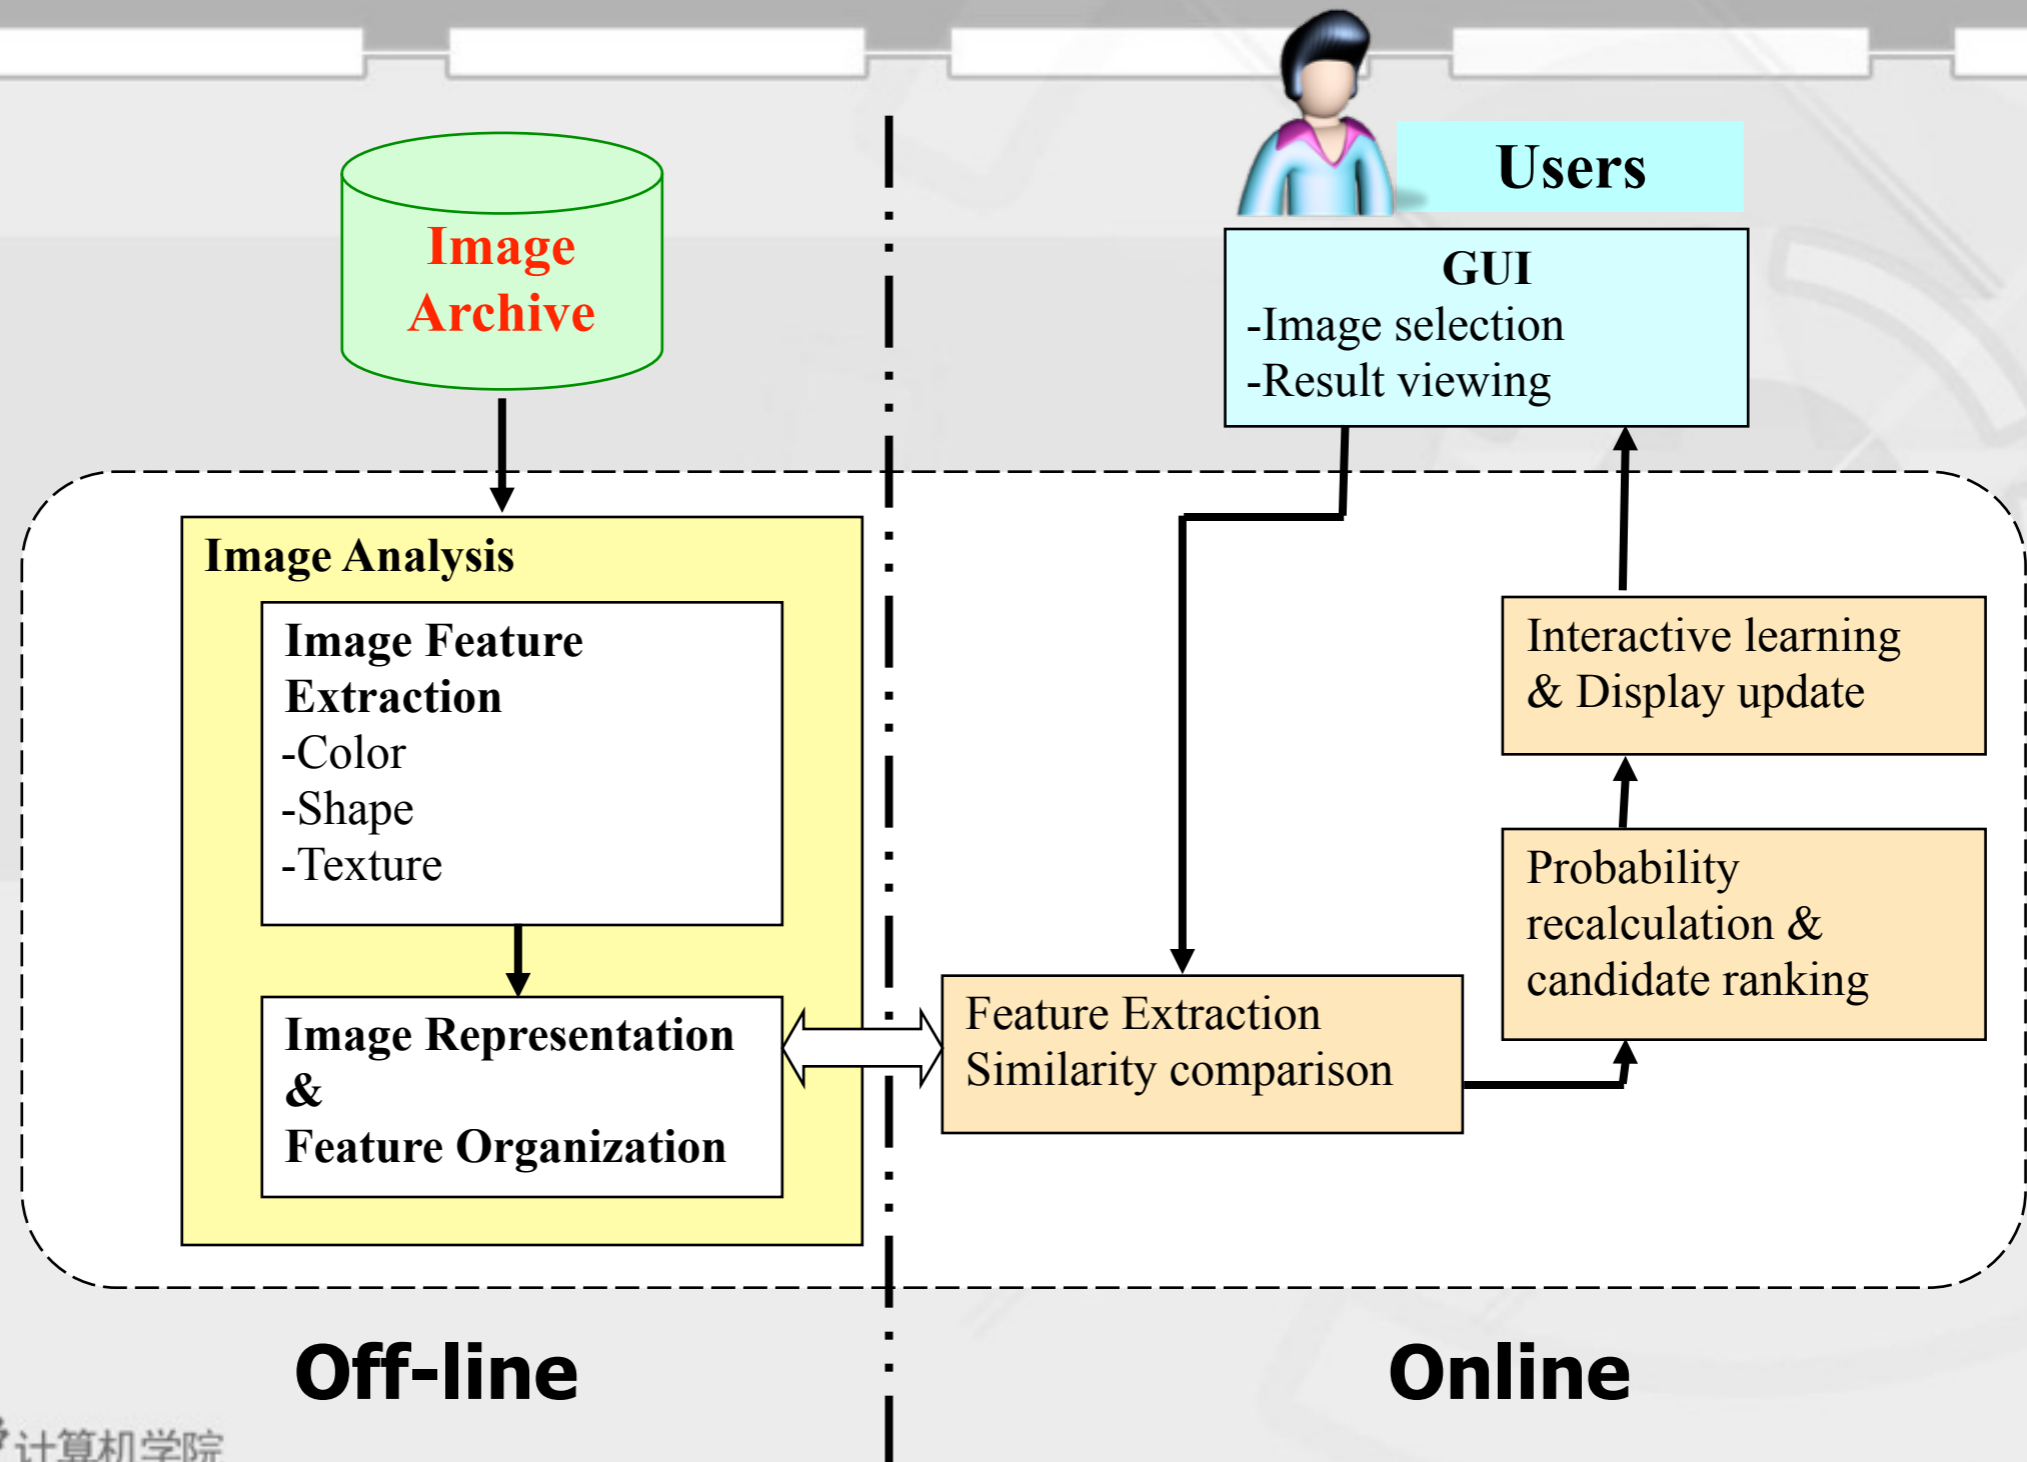 Image
Archive
Users
GUI
-Image selection
-Result viewing
Image Analysis
Image Feature
Extraction
-Color
-Shape
-Texture
Image Representation
&
Feature Organization
Feature Extraction
Similarity comparison
Probability
recalculation &
candidate ranking
Interactive learning
& Display update
Off-line
Online
计算机学院